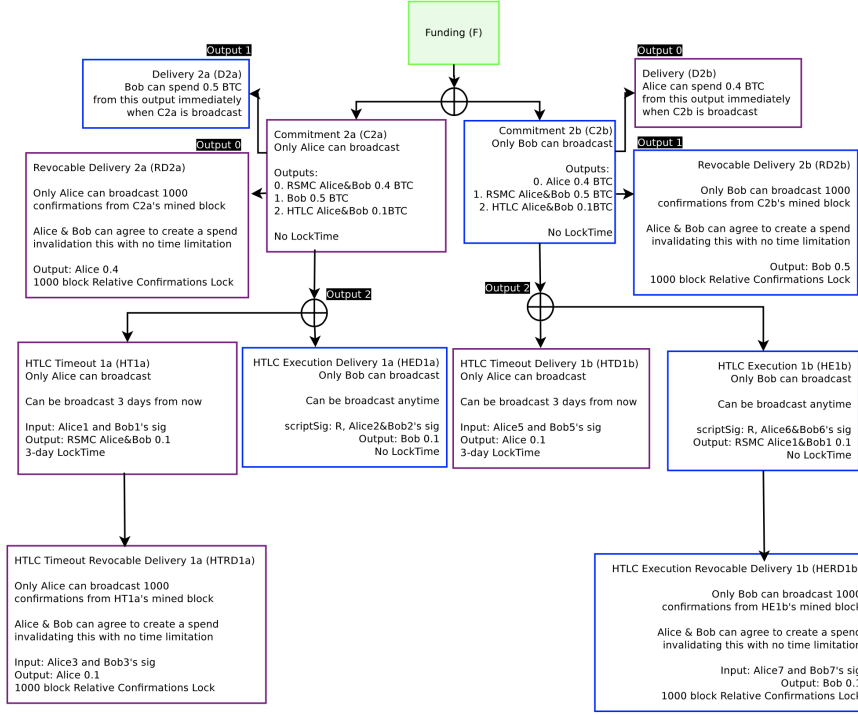 Funding (F)
Output 1
Delivery 2a (D2a)
Bob can spend 0.5 BTC
from this output immediately
when C2a is broadcast
Output 0
Delivery (D2b)
Alice can spend 0.4 BTC
from this output immediately
when C2b is broadcast
Commitment 2a (C2a)
Only Alice can broadcast
Outputs:
0. RSMC Alice&Bob 0.4 BTC
1. Bob 0.5 BTC
2. HTLC Alice&Bob 0.1BTC
No LockTime
Commitment 2b (C2b)
Only Bob can broadcast
Outputs:
0. Alice 0.4 BTC
1. RSMC Alice&Bob 0.5 BTC
2. HTLC Alice&Bob 0.1BTC
No LockTime
Output 0
Revocable Delivery 2a (RD2a)
Only Alice can broadcast 1000
confirmations from C2a's mined block
Alice & Bob can agree to create a spend
invalidation this with no time limitation
Output: Alice 0.4
1000 block Relative Confirmations Lock
Output 1
Revocable Delivery 2b (RD2b)
Only Bob can broadcast 1000
confirmations from C2b's mined block
Alice & Bob can agree to create a spend
invalidating this with no time limitation
Output: Bob 0.5
1000 block Relative Confirmations Lock
Output 2
Output 2
HTLC Timeout 1a (HT1a)
Only Alice can broadcast
Can be broadcast 3 days from now
Input: Alice1 and Bob1's sig
Output: RSMC Alice&Bob 0.1
3-day LockTime
HTLC Execution Delivery 1a (HED1a)
Only Bob can broadcast
Can be broadcast anytime
scriptSig: R, Alice2&Bob2's sig
Output: Bob 0.1
No LockTime
HTLC Timeout Delivery 1b (HTD1b)
Only Alice can broadcast
Can be broadcast 3 days from now
Input: Alice5 and Bob5's sig
Output: Alice 0.1
3-day LockTime
HTLC Execution 1b (HE1b)
Only Bob can broadcast
Can be broadcast anytime
scriptSig: R, Alice6&Bob6's sig
Output: RSMC Alice1&Bob1 0.1
No LockTime
HTLC Timeout Revocable Delivery 1a (HTRD1a)
Only Alice can broadcast 1000
confirmations from HT1a's mined block
Alice & Bob can agree to create a spend
invalidating this with no time limitation
Input: Alice3 and Bob3's sig
Output: Alice 0.1
1000 block Relative Confirmations Lock
HTLC Execution Revocable Delivery 1b (HERD1b)
Only Bob can broadcast 1000
confirmations from HE1b's mined block
Alice & Bob can agree to create a spend
invalidating this with no time limitation
Input: Alice7 and Bob7's sig
Output: Bob 0.1
1000 block Relative Confirmations Lock